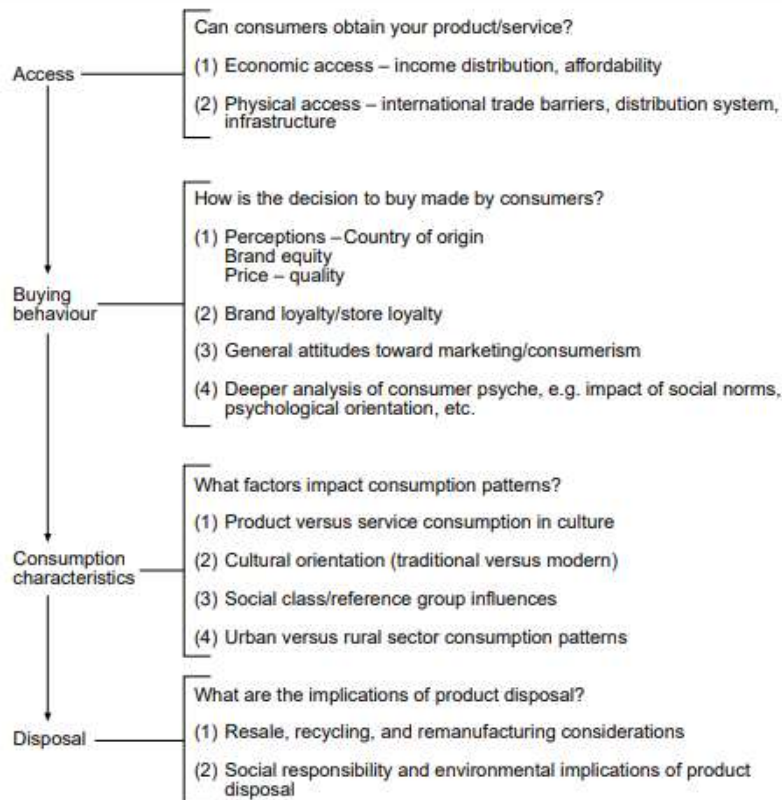 Can consumers obtain your product/service?
Access
(1) Economic access – income distribution, affordability
(2) Physical access – international trade barriers, distribution system,
infrastructure
How is the decision to buy made by consumers?
(1) Perceptions – Country of origin
Brand equity
Price – quality
Buying
behaviour
(2) Brand loyalty/store loyalty
(3) General attitudes toward marketing/consumerism
(4) Deeper analysis of consumer psyche, e.g. impact of social norms,
psychological orientation, etc.
What factors impact consumption patterns?
(1) Product versus service consumption in culture
Consumption
characteristics
(2) Cultural orientation (traditional versus modern)
(3) Social class/reference group influences
(4) Urban versus rural sector consumption patterns
What are the implications of product disposal?
Disposal
(1) Resale, recycling, and remanufacturing considerations
(2) Social responsibility and environmental implications of product
disposal